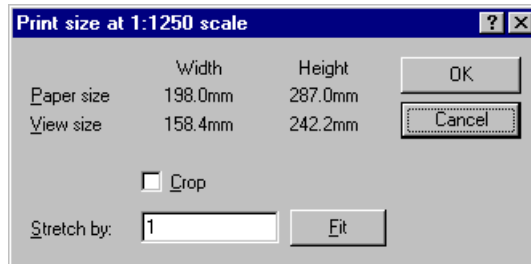 Print size at 1:1250 scale
Width Height OK
Paper size 198.0mm 287.0mm
View size 158.4mm 242.2mm Cancel
Crop
Stretch by: 1 Fit